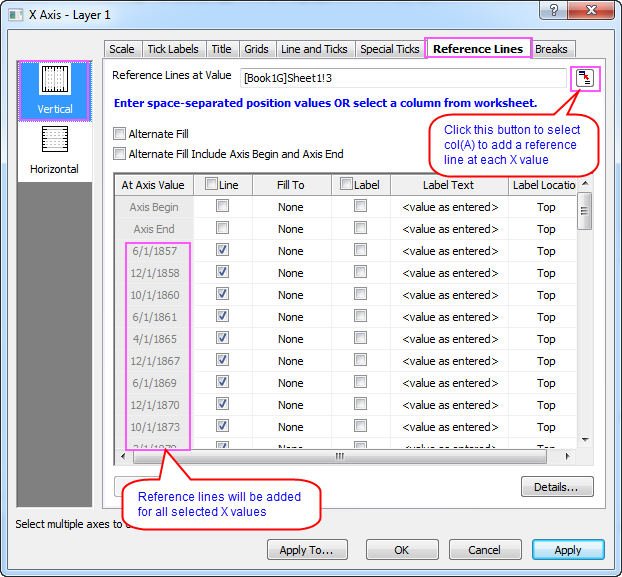 X Axis - Layer 1
Scale Tick Labels Title Grids Line and Ticks Special Ticks Reference Lines Breaks
Vertical
Horizontal
Reference Lines at Value [Book1G]Sheet1!3
Enter space-separated position values OR select a column from worksheet.
Click this button to select
col(A) to add a reference
line at each X value
Alternate Fill
Alternate Fill Include Axis Begin and Axis End
At Axis Value Line Fill To Label Label Text Label Locatio
Axis Begin None <value as entered> Top
Axis End None <value as entered> Top
6/1/1857 None <value as entered> Top
12/1/1858 None <value as entered> Top
10/1/1860 None <value as entered> Top
6/1/1861 None <value as entered> Top
4/1/1865 None <value as entered> Top
12/1/1867 None <value as entered> Top
6/1/1869 None <value as entered> Top
12/1/1870 None <value as entered> Top
10/1/1873 None <value as entered> Top
None <value as entered> Top
Reference lines will be added
for all selected X values
Details...
Select multiple axes to
Apply To... OK Cancel Apply